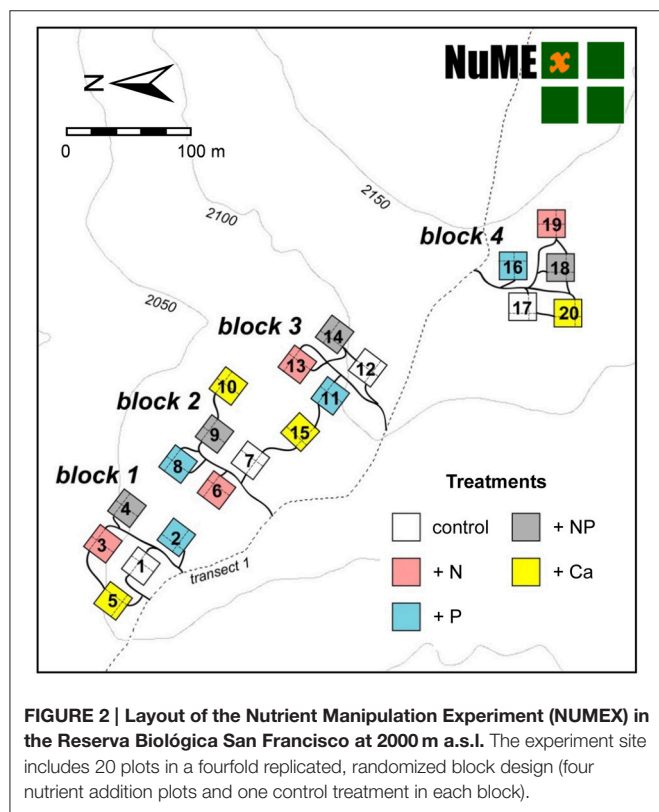 NuMEx
N
0 100 m
2150
2100
2050
block 4
19
16
18
17
20
block 3
14
13
12
11
10
block 2
15
9
7
8
6
block 1
4
3
2
1
5
transect 1
Treatments
control
+ NP
+ N
+ Ca
+ P
FIGURE 2 | Layout of the Nutrient Manipulation Experiment (NUMEX) in
the Reserva Biológica San Francisco at 2000 m a.s.l. The experiment site
includes 20 plots in a fourfold replicated, randomized block design (four
nutrient addition plots and one control treatment in each block).